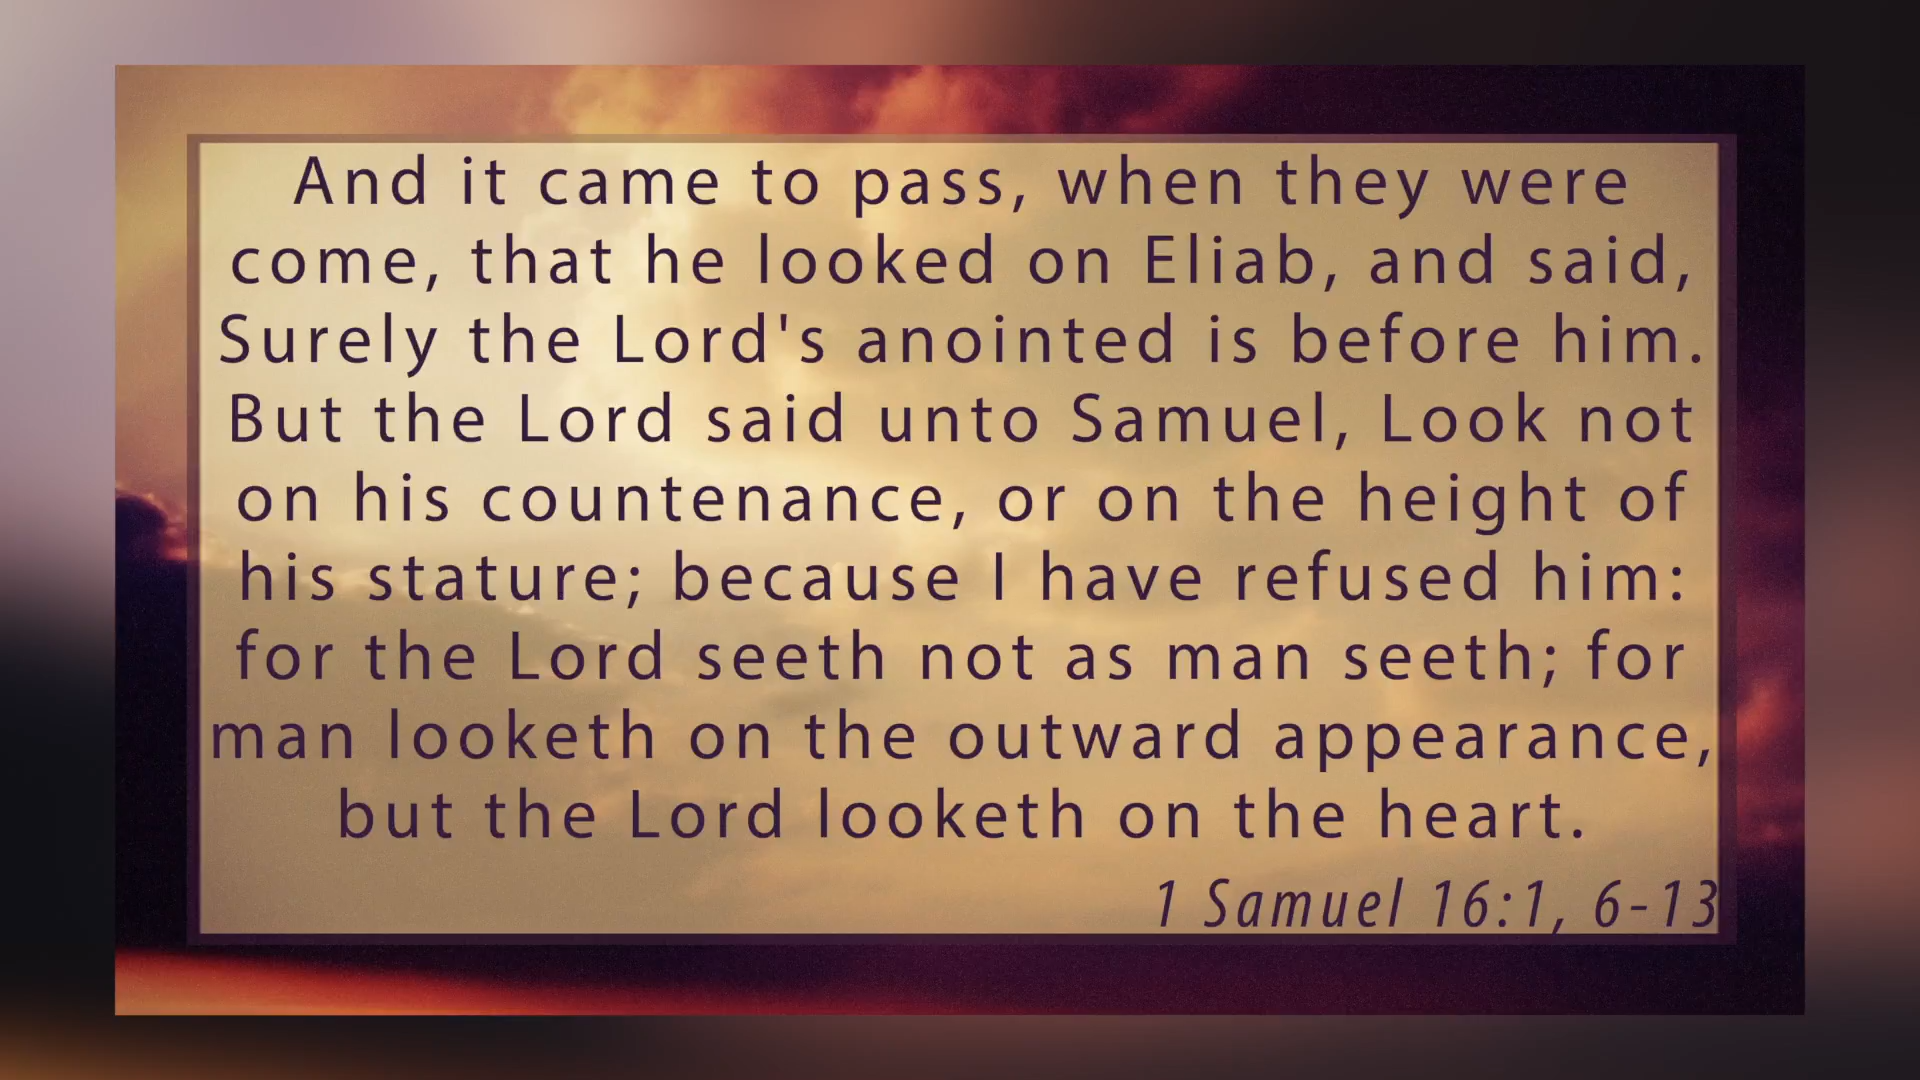 And it came to pass, when they were
come, that he looked on Eliab, and said,
Surely the Lord's anointed is before him.
But the Lord said unto Samuel, Look not
on his countenance, or on the height of
his stature; because I have refused him:
for the Lord seeth not as man seeth; for
man looketh on the outward appearance,
but the Lord looketh on the heart.
1 Samuel 16:1, 6-13